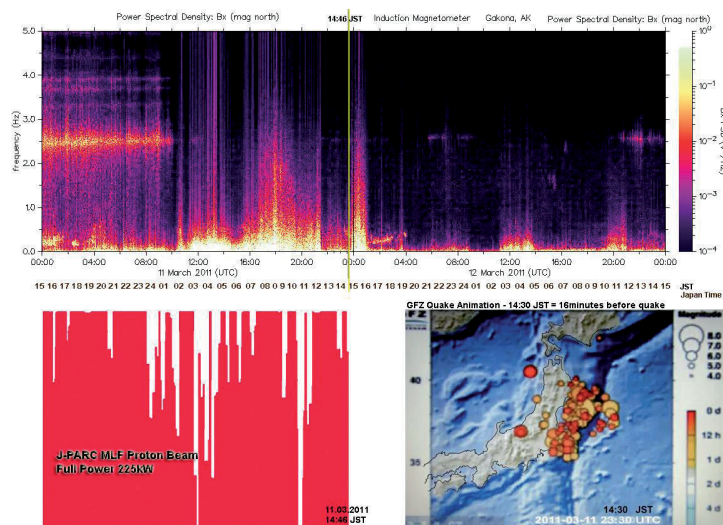 Power Spectral Density: Bx (mag north) 14:46 JST Induction Magnetometer Gakona, AK Power Spectral Density: Bx (mag north)
5.0
4.0
3.0
2.0
1.0
0.0
frequency (Hz)
10⁰
10⁻¹
10⁻²
10⁻³
10⁻⁴
00:00 04:00 08:00 12:00 16:00 20:00 00:00 04:00 08:00 12:00 16:00 20:00 00:00
11 March 2011 (UTC) 12 March 2011 (UTC)
15 16 17 18 19 20 21 22 23 24 01 02 03 04 05 06 07 08 09 10 11 12 13 14 15 16 17 18 19 20 21 22 23 24 01 02 03 04 05 06 07 08 09 10 11 12 13 14 15 JST
Japan Time
GFZ Quake Animation - 14:30 JST = 16minutes before quake
FZ
Magnitude
8.0
7.0
6.0
5.0
4.0
40
35
0 d
12 h
1 d
2 d
4 d
J-PARC MLF Proton Beam
Full Power 225kW
11.03.2011
14:46 JST
14:30 JST
2011-03-11 23:30 UTC